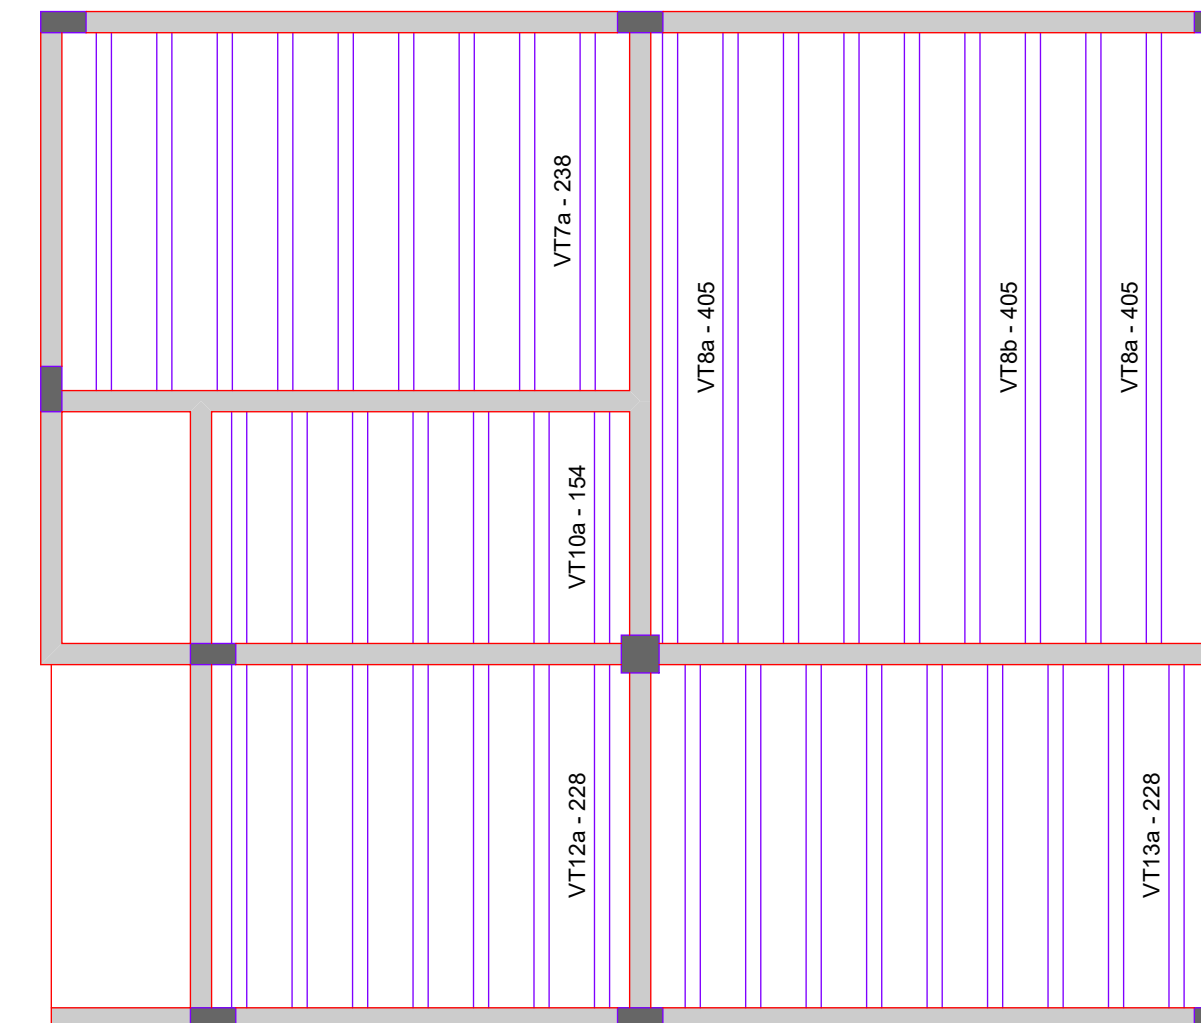 VT7a - 238
VT8a - 405
VT8b - 405
VT8a - 405
VT10a - 154
VT12a - 228
VT13a - 228